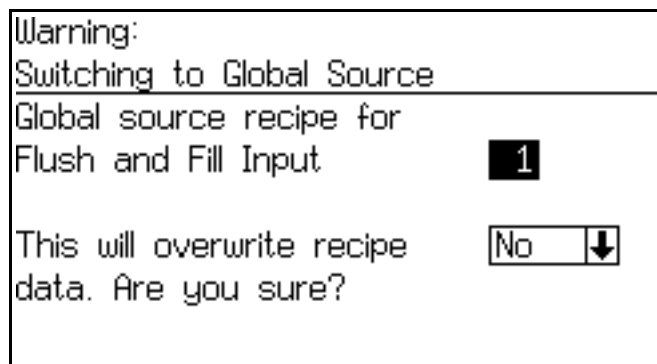 Warning:
Switching to Global Source
Global source recipe for
Flush and Fill Input 1
This will overwrite recipe No
data. Are you sure?